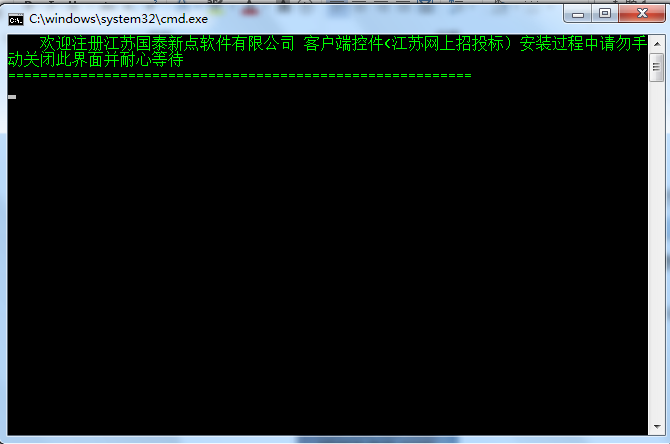 C:\windows\system32\cmd.exe
欢迎注册江苏国泰新点软件有限公司 客户端控件(江苏网上招投标) 安装过程中请勿手
动关闭此界面并耐心等待
==========================================================